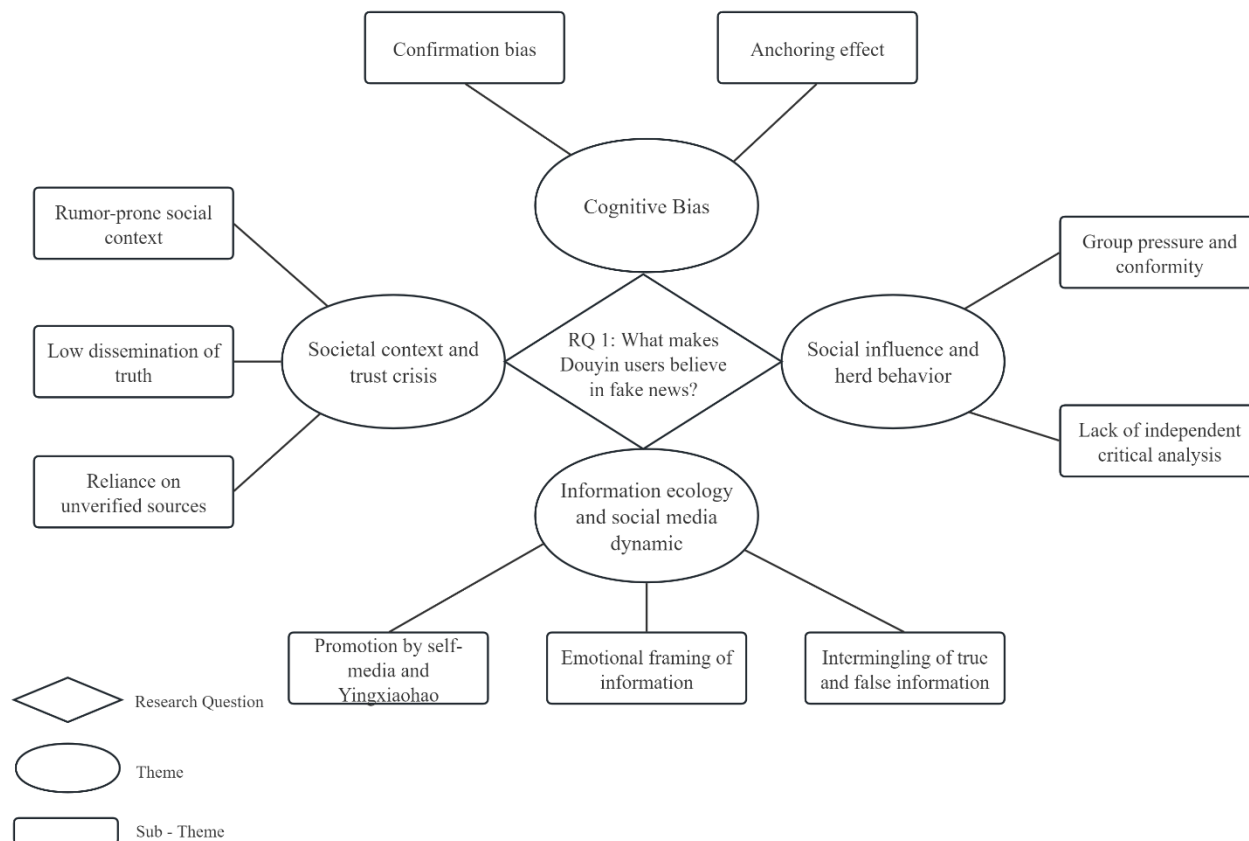 Confirmation bias
Anchoring effect
Cognitive Bias
Rumor-prone social
context
Group pressure and
conformity
Low dissemination of
truth
Societal context and
trust crisis
RQ 1: What makes
Douyin users believe
in fake news?
Social influence and
herd behavior
Lack of independent
critical analysis
Reliance on
unverified sources
Information ecology
and social media
dynamic
Promotion by self-
media and
Yingxiaohao
Emotional framing of
information
Intermingling of true
and false information
Research Question
Theme
Sub - Theme